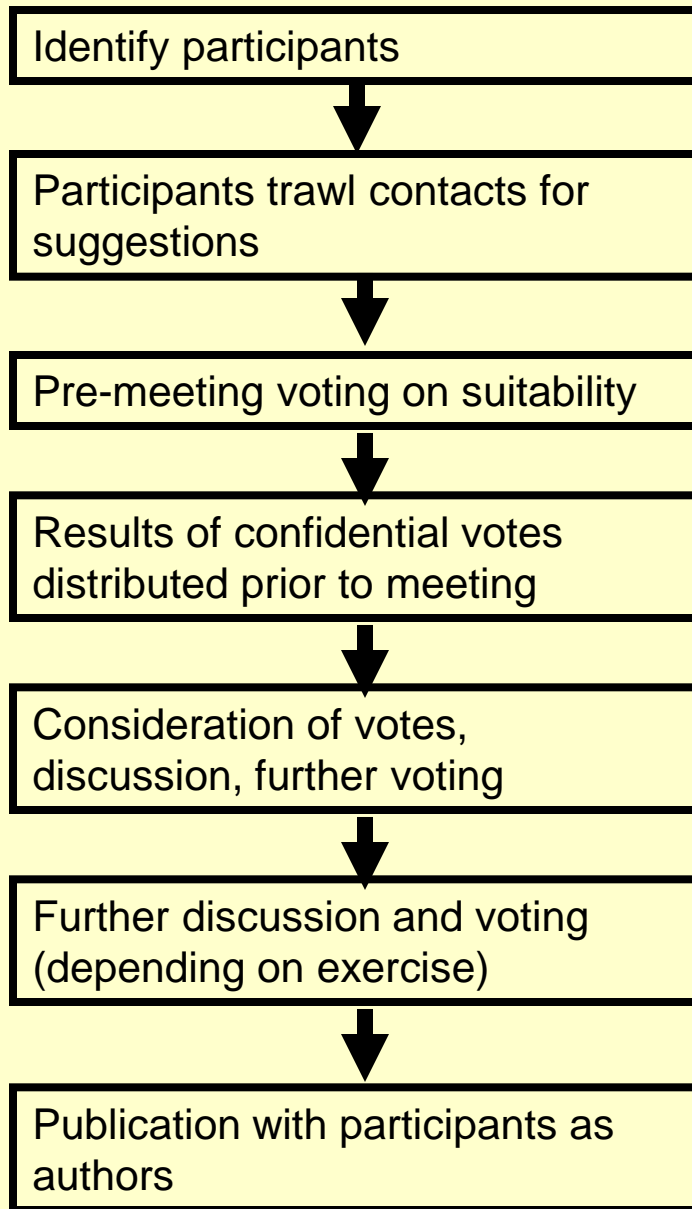 Identify participants
Participants trawl contacts for
suggestions
Pre-meeting voting on suitability
Results of confidential votes
distributed prior to meeting
Consideration of votes,
discussion, further voting
Further discussion and voting
(depending on exercise)
Publication with participants as
authors